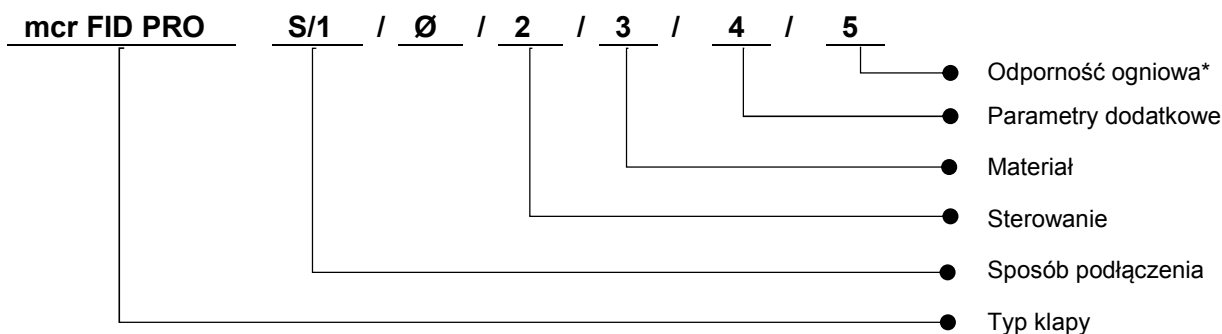 mcr FID PRO S/1 / Ø / 2 / 3 / 4 / 5
Odporność ogniowa*
Parametry dodatkowe
Materiał
Sterowanie
Sposób podłączenia
Typ klapy